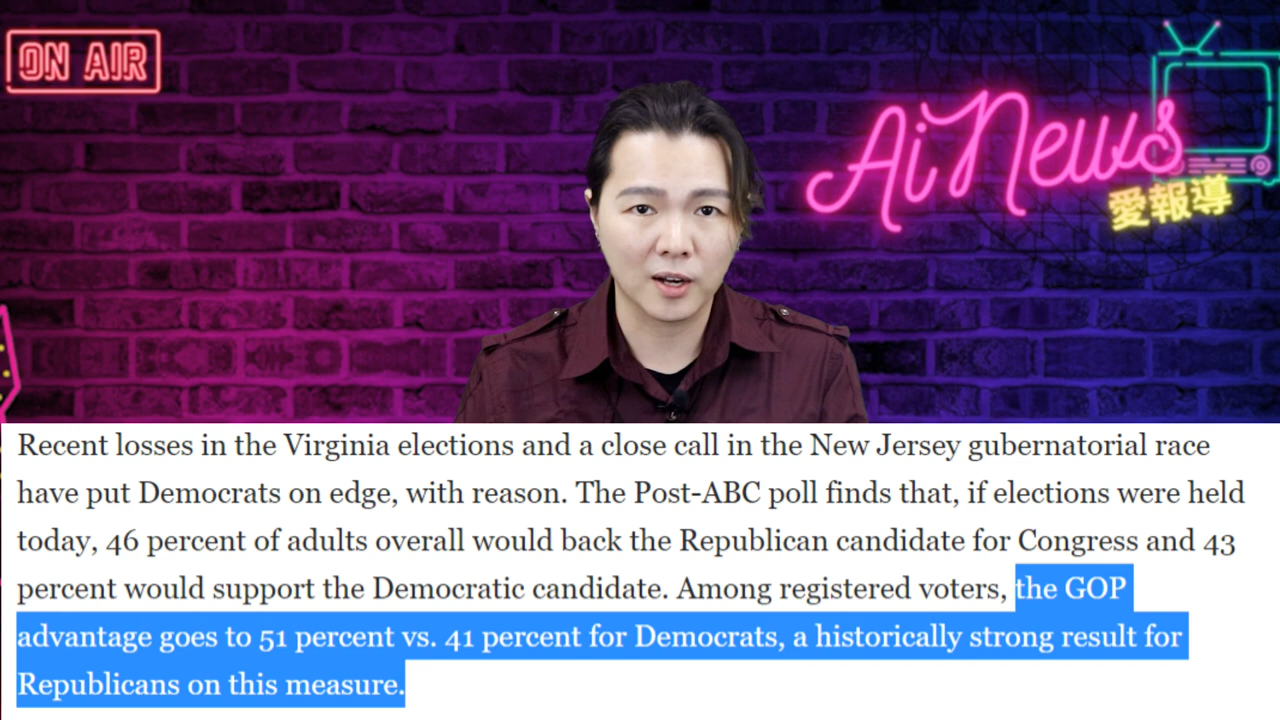 ON AIR
Ai News
愛報導
Recent losses in the Virginia elections and a close call in the New Jersey gubernatorial race
have put Democrats on edge, with reason. The Post-ABC poll finds that, if elections were held
today, 46 percent of adults overall would back the Republican candidate for Congress and 43
percent would support the Democratic candidate. Among registered voters, the GOP
advantage goes to 51 percent vs. 41 percent for Democrats, a historically strong result for
Republicans on this measure.